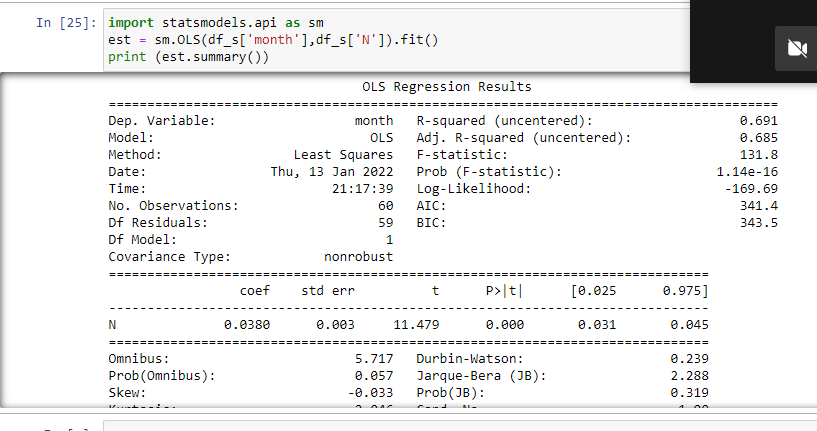 In [25]: import statsmodels.api as sm
est = sm.OLS(df_s['month'],df_s['N']).fit()
print (est.summary())
OLS Regression Results
==============================================================================
Dep. Variable: month R-squared (uncentered): 0.691
Model: OLS Adj. R-squared (uncentered): 0.685
Method: Least Squares F-statistic: 131.8
Date: Thu, 13 Jan 2022 Prob (F-statistic): 1.14e-16
Time: 21:17:39 Log-Likelihood: -169.69
No. Observations: 60 AIC: 341.4
Df Residuals: 59 BIC: 343.5
Df Model: 1
Covariance Type: nonrobust
==============================================================================
coef std err t P>|t| [0.025 0.975]
------------------------------------------------------------------------------
N 0.0380 0.003 11.479 0.000 0.031 0.045
==============================================================================
Omnibus: 5.717 Durbin-Watson: 0.239
Prob(Omnibus): 0.057 Jarque-Bera (JB): 2.288
Skew: -0.033 Prob(JB): 0.319